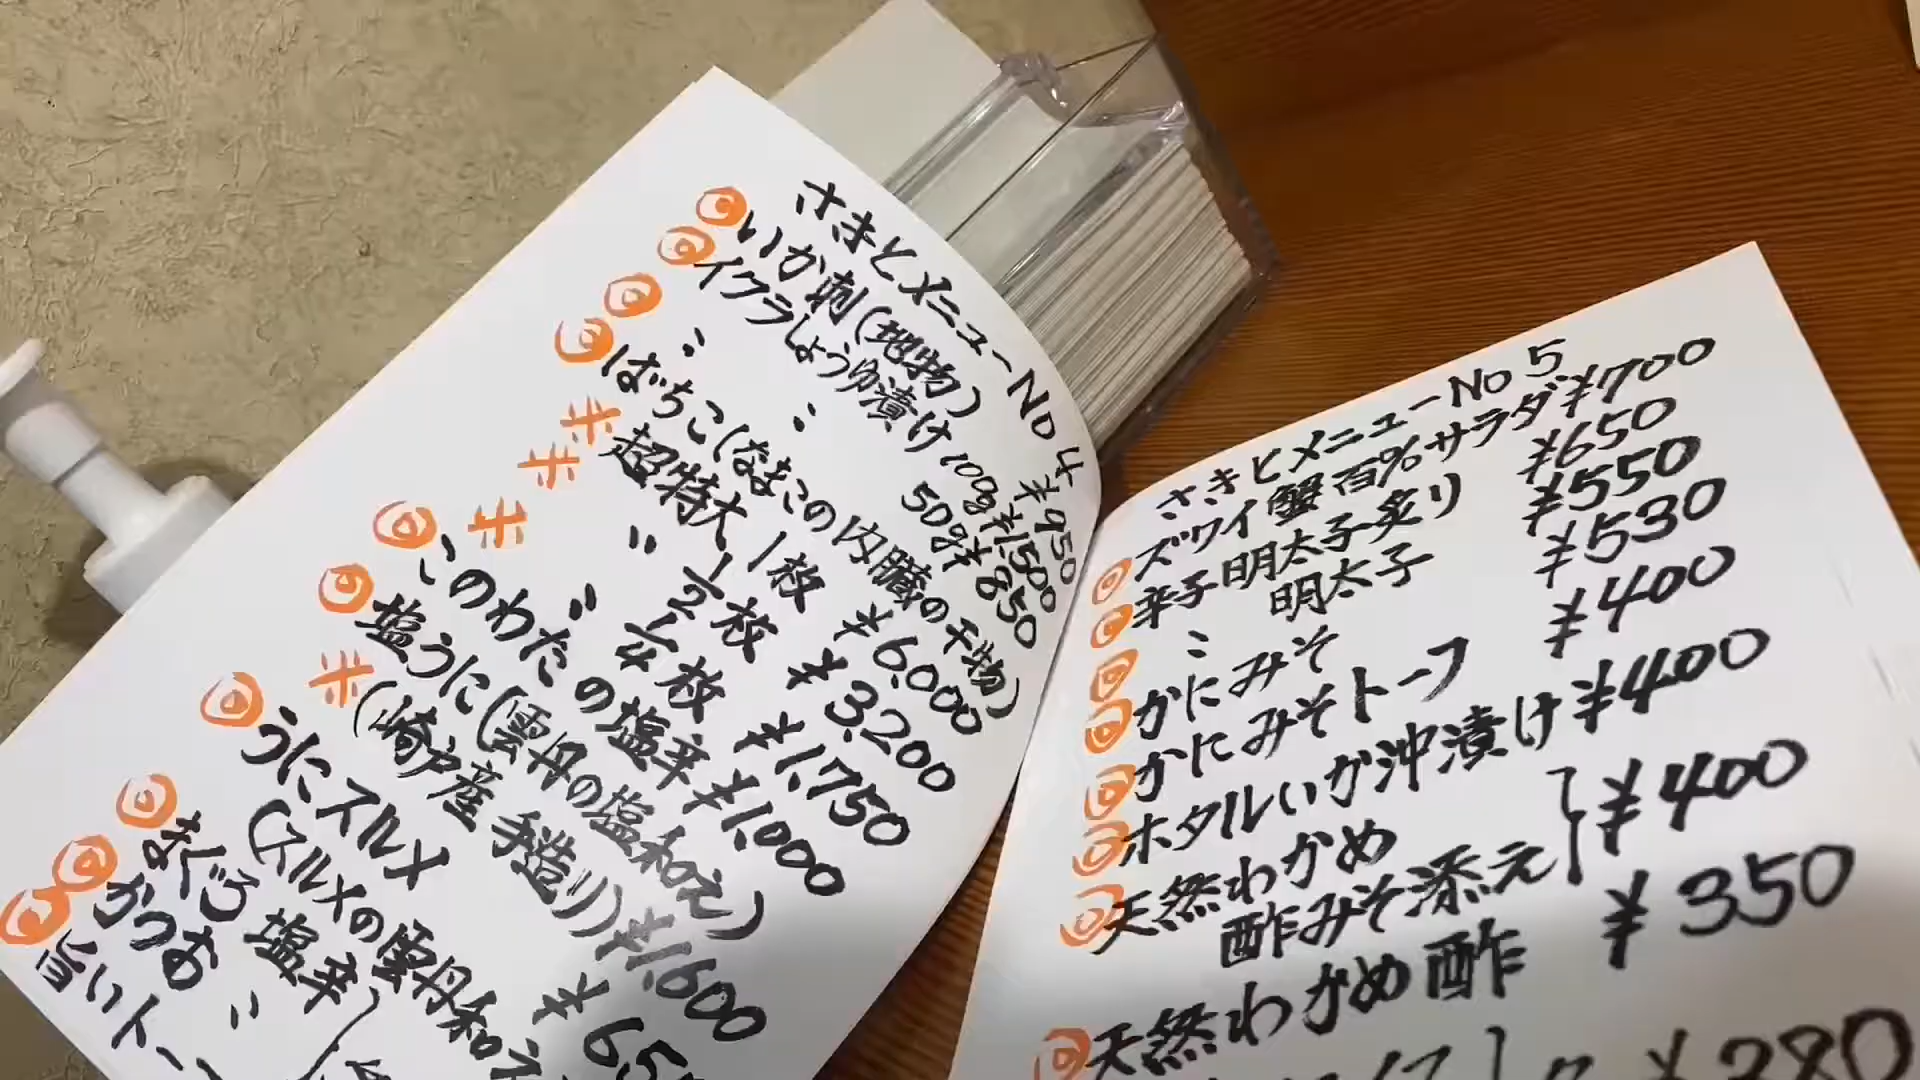 さきとメニューNo 4
◎いか刺(地物) ¥950
◎イクラしょうゆ漬け 100g ¥1,500
◎ 〃 〃 50g ¥850
◎ばちこ(なまこの内臓の干物)
超特大 1枚 ¥6,000
〃 1/2枚 ¥3,200
〃 1/4枚 ¥1,750
◎このわたの塩辛 ¥1,000
◎塩うに(雲丹の塩和え)
(崎戸産 手造り) ¥1,600
◎うにスルメ
(スルメの雲丹和え
◎まぐろ 塩辛
◎かつお 〃
◎旨いトー
さきとメニューNo 5
◎ズワイ蟹百%サラダ ¥700
◎辛子明太子炙り ¥650
◎ 〃 明太子 ¥550
◎かにみそ ¥530
◎かにみそトーフ ¥400
◎ホタルいか沖漬け ¥400
◎天然わかめ
酢みそ添え ¥400
◎天然わかめ酢 ¥350